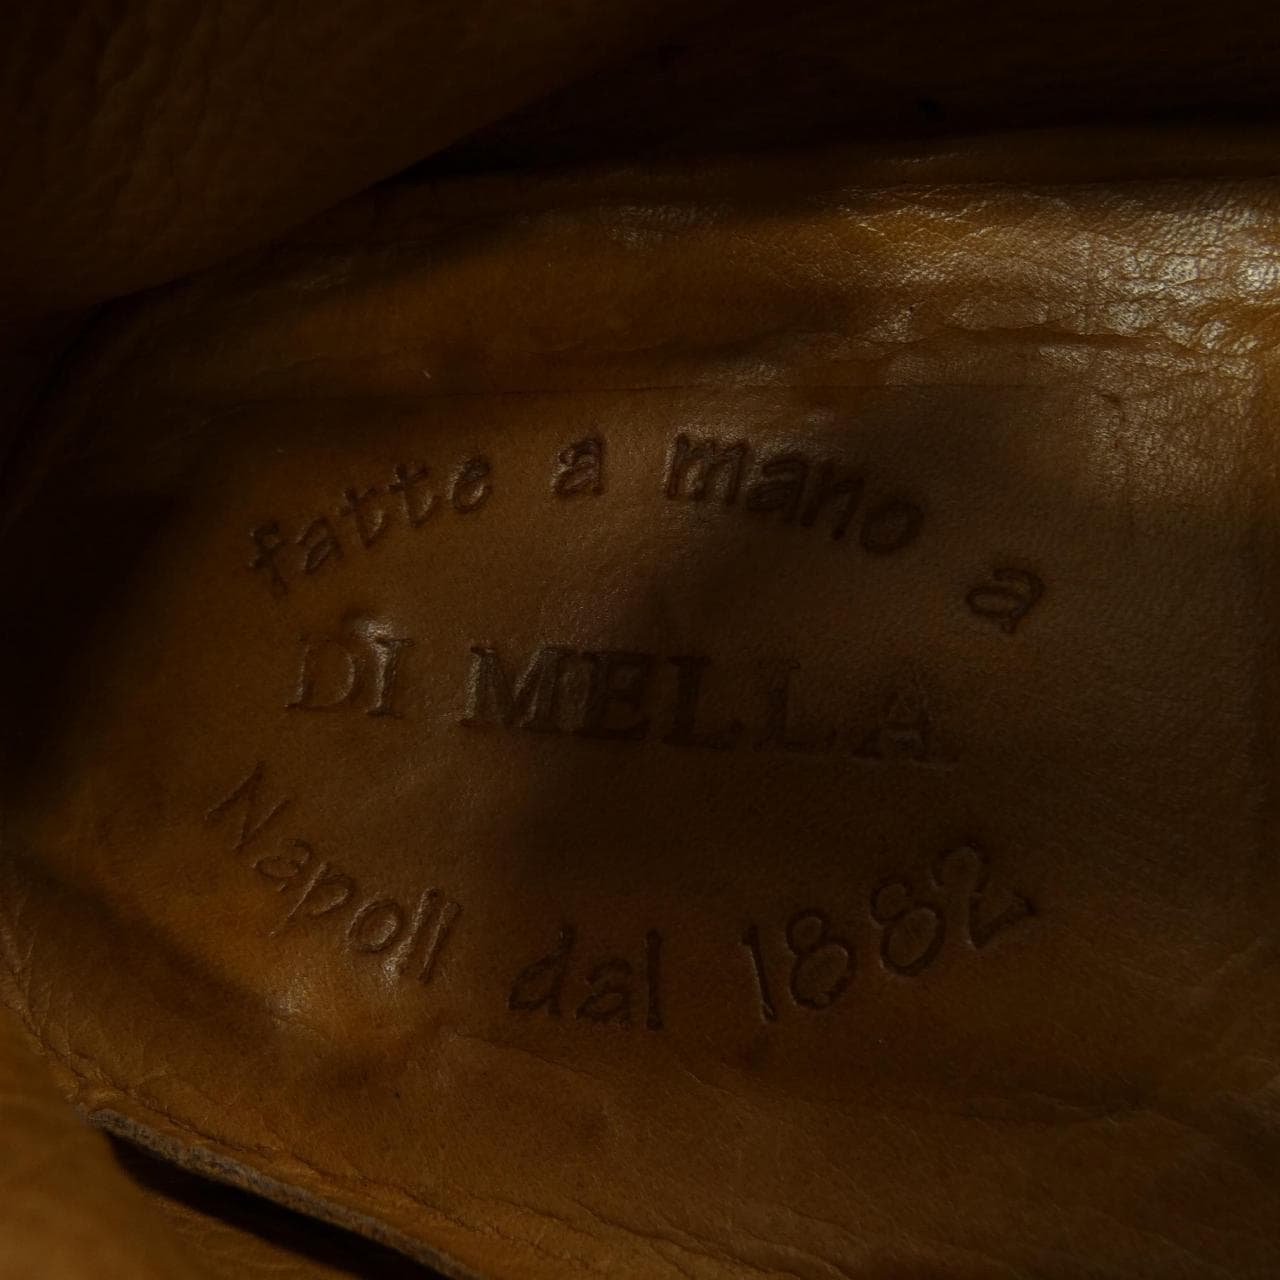 fatte a mano a
DI MELLA
Napoli dal 1882